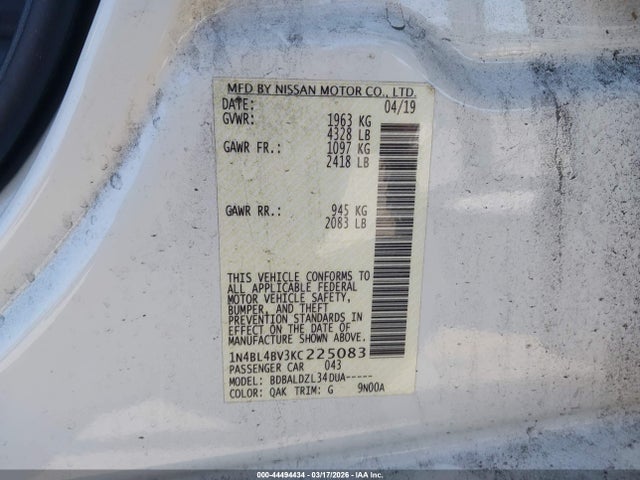 MFD BY NISSAN MOTOR CO., LTD.
DATE: 04/19
GVWR: 1963 KG
4328 LB
GAWR FR.: 1097 KG
2418 LB
GAWR RR.: 945 KG
2083 LB
THIS VEHICLE CONFORMS TO
ALL APPLICABLE FEDERAL
MOTOR VEHICLE SAFETY,
BUMPER, AND THEFT
PREVENTION STANDARDS IN
EFFECT ON THE DATE OF
MANUFACTURE SHOWN ABOVE.
1N4BL4BV3KC225083
PASSENGER CAR 043
MODEL: BDBALDZL34DUA-----
COLOR: QAK TRIM: G 9N00A
000-44494434 - 03/17/2026 - IAA Inc.